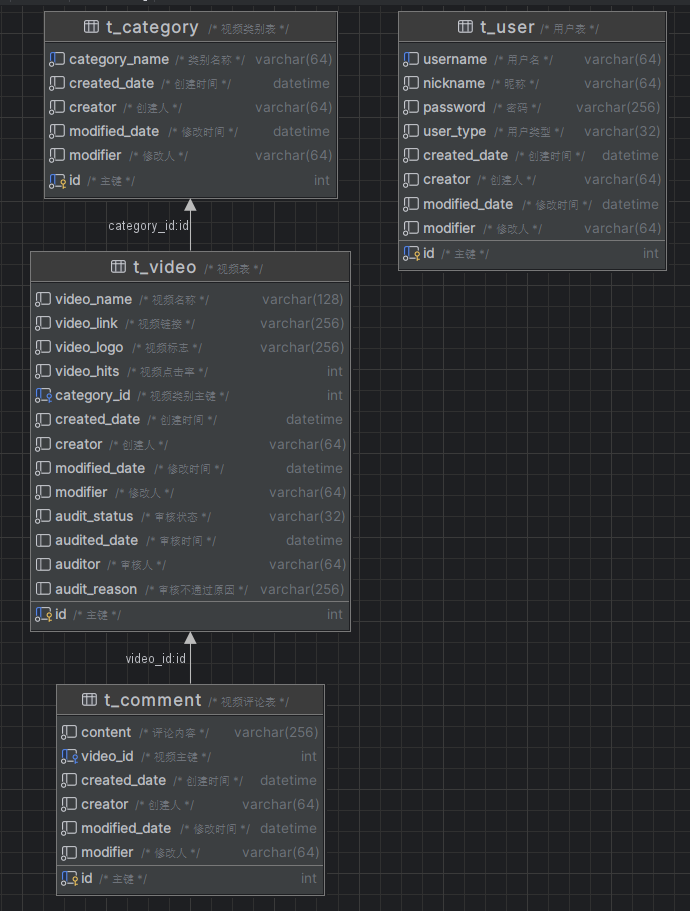 t_category /* 视频类别表 */
category_name /* 类别名称 */ varchar(64)
created_date /* 创建时间 */ datetime
creator /* 创建人 */ varchar(64)
modified_date /* 修改时间 */ datetime
modifier /* 修改人 */ varchar(64)
id /* 主键 */ int
t_user /* 用户表 */
username /* 用户名 */ varchar(64)
nickname /* 昵称 */ varchar(64)
password /* 密码 */ varchar(256)
user_type /* 用户类型 */ varchar(32)
created_date /* 创建时间 */ datetime
creator /* 创建人 */ varchar(64)
modified_date /* 修改时间 */ datetime
modifier /* 修改人 */ varchar(64)
id /* 主键 */ int
category_id:id
t_video /* 视频表 */
video_name /* 视频名称 */ varchar(128)
video_link /* 视频链接 */ varchar(256)
video_logo /* 视频标志 */ varchar(256)
video_hits /* 视频点击率 */ int
category_id /* 视频类别主键 */ int
created_date /* 创建时间 */ datetime
creator /* 创建人 */ varchar(64)
modified_date /* 修改时间 */ datetime
modifier /* 修改人 */ varchar(64)
audit_status /* 审核状态 */ varchar(32)
audited_date /* 审核时间 */ datetime
auditor /* 审核人 */ varchar(64)
audit_reason /* 审核不通过原因 */ varchar(256)
id /* 主键 */ int
video_id:id
t_comment /* 视频评论表 */
content /* 评论内容 */ varchar(256)
video_id /* 视频主键 */ int
created_date /* 创建时间 */ datetime
creator /* 创建人 */ varchar(64)
modified_date /* 修改时间 */ datetime
modifier /* 修改人 */ varchar(64)
id /* 主键 */ int